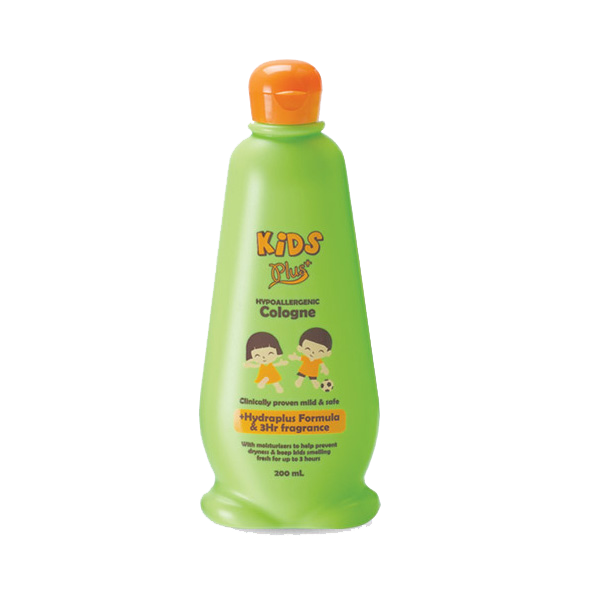 KiDS
Plus+
HYPOALLERGENIC
Cologne
Clinically proven mild & safe
+Hydraplus Formula
& 3Hr fragrance
With moisturizers to help prevent
dryness & keep kids smelling
fresh for up to 3 hours
200 mL